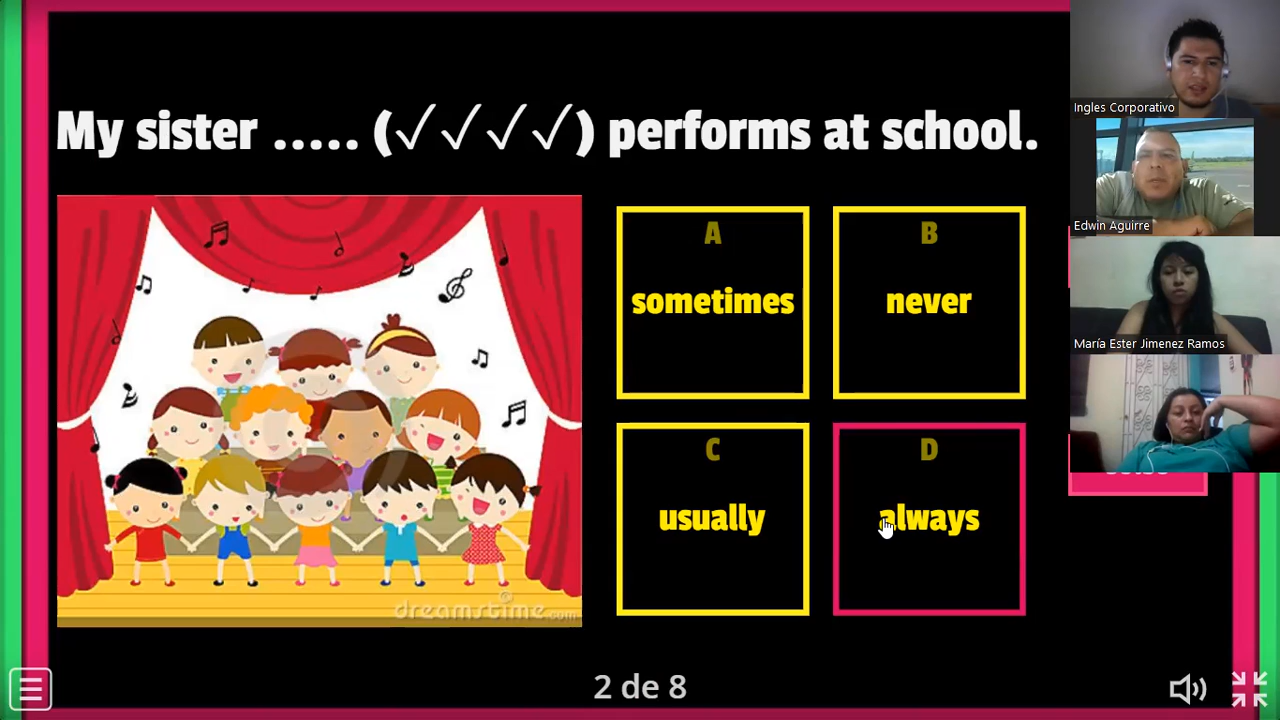 My sister ..... (✓✓✓✓) performs at school.
A
sometimes
B
never
C
usually
D
always
dreamstime.com
2 de 8
Ingles Corporativo
Edwin Aguirre
María Ester Jimenez Ramos